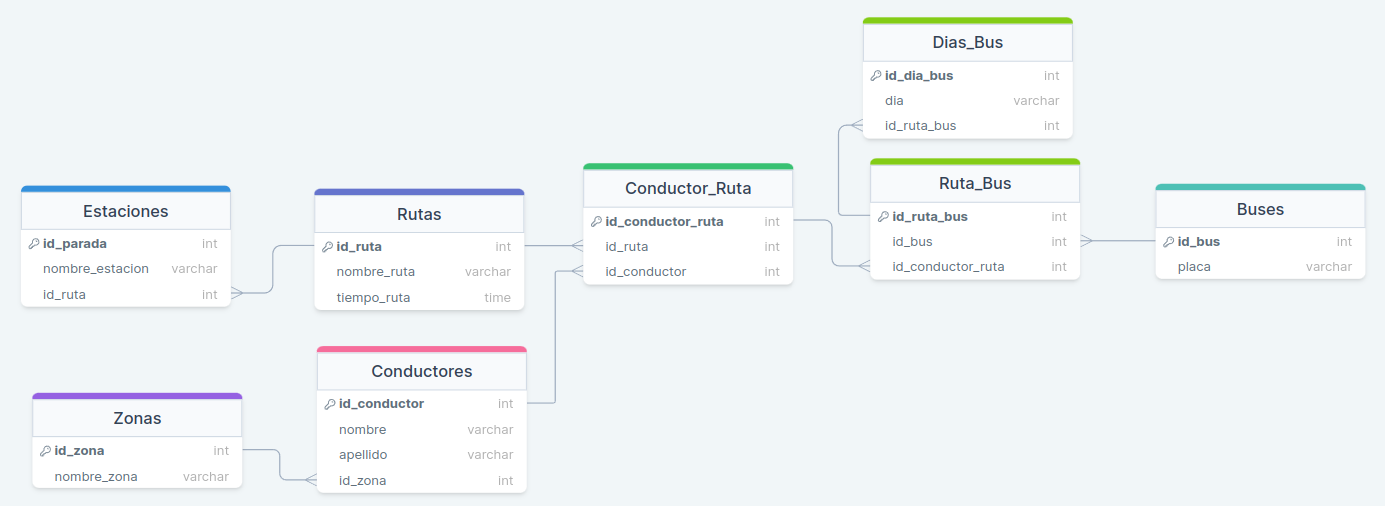 Dias_Bus
id_dia_bus int
dia varchar
id_ruta_bus int
Estaciones
id_parada int
nombre_estacion varchar
id_ruta int
Rutas
id_ruta int
nombre_ruta varchar
tiempo_ruta time
Conductor_Ruta
id_conductor_ruta int
id_ruta int
id_conductor int
Ruta_Bus
id_ruta_bus int
id_bus int
id_conductor_ruta int
Buses
id_bus int
placa varchar
Zonas
id_zona int
nombre_zona varchar
Conductores
id_conductor int
nombre varchar
apellido varchar
id_zona int